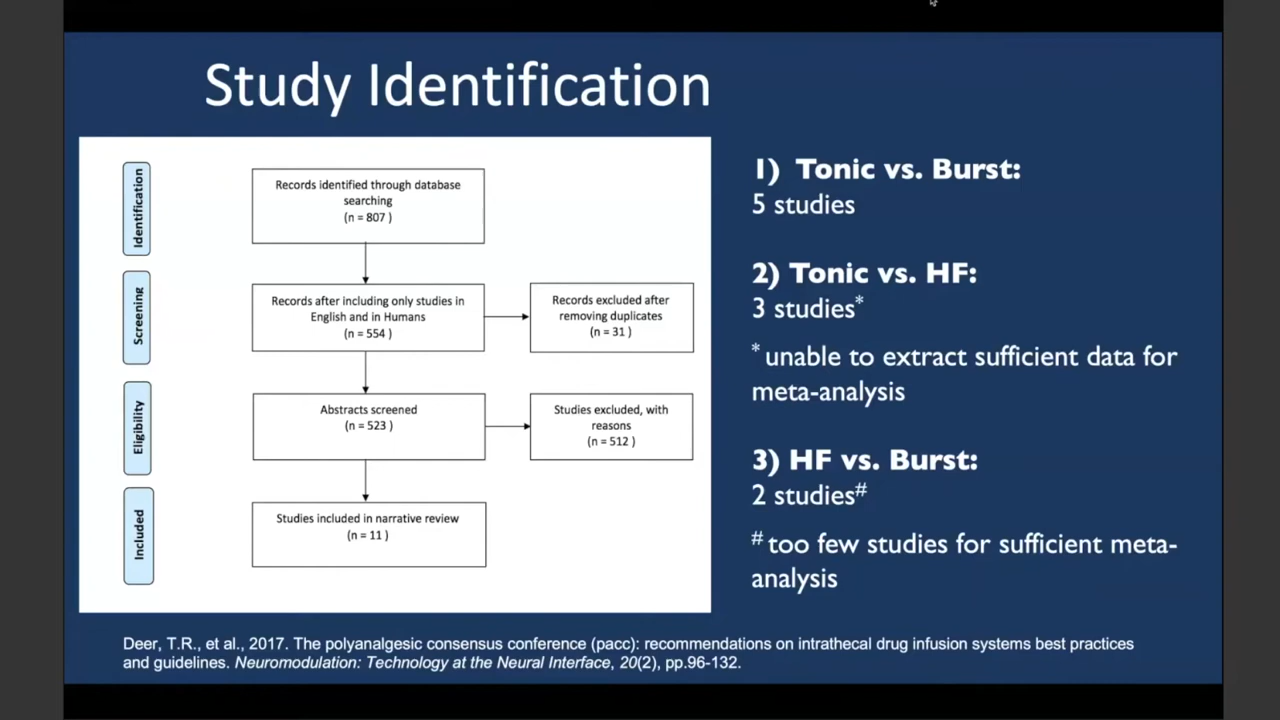 Study Identification
Identification
Records identified through database
searching
(n = 807 )
Screening
Records after including only studies in
English and in Humans
(n = 554 )
Records excluded after
removing duplicates
(n = 31 )
Eligibility
Abstracts screened
(n = 523 )
Studies excluded, with
reasons
(n = 512 )
Included
Studies included in narrative review
(n = 11 )
1) Tonic vs. Burst:
5 studies
2) Tonic vs. HF:
3 studies*
* unable to extract sufficient data for
meta-analysis
3) HF vs. Burst:
2 studies#
# too few studies for sufficient meta-
analysis
Deer, T.R., et al., 2017. The polyanalgesic consensus conference (pacc): recommendations on intrathecal drug infusion systems best practices
and guidelines. Neuromodulation: Technology at the Neural Interface, 20(2), pp.96-132.